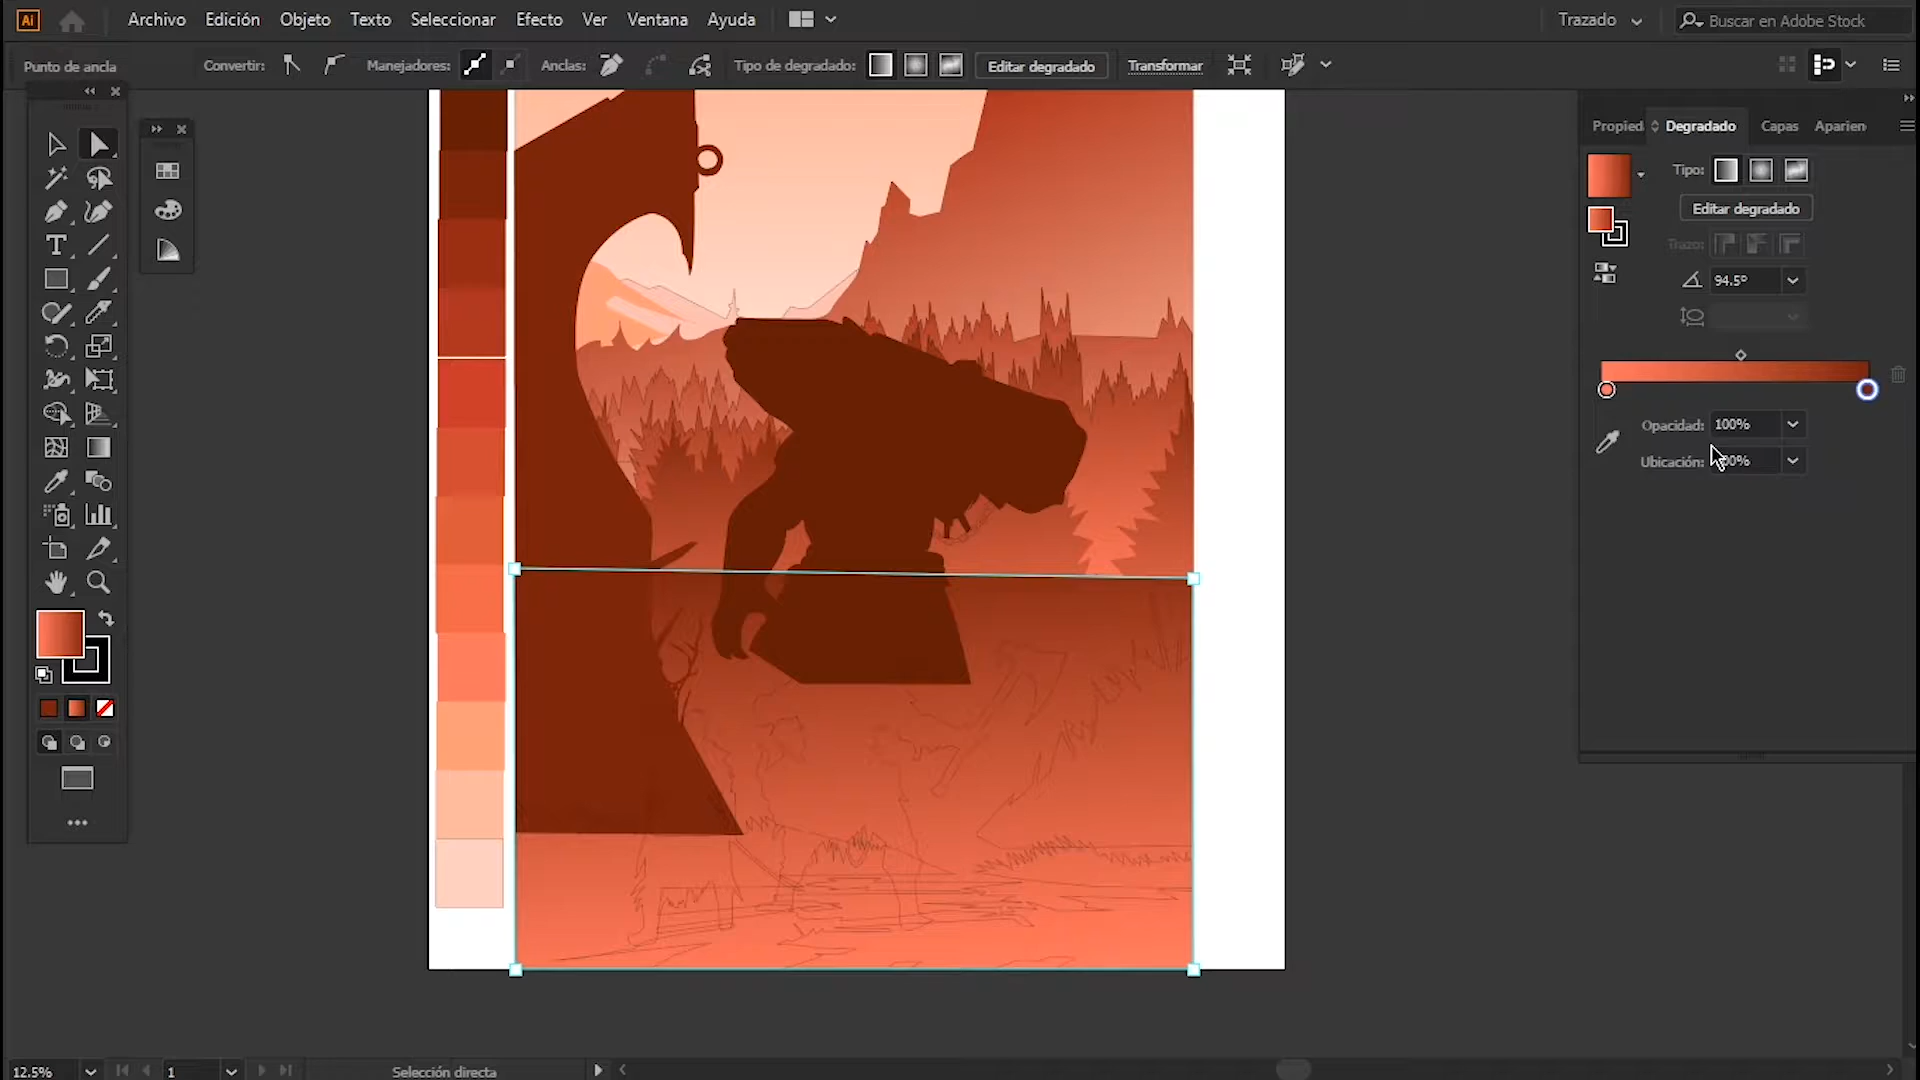 Ai Archivo Edición Objeto Texto Seleccionar Efecto Ver Ventana Ayuda Trazado Buscar en Adobe Stock
Punto de ancla Convertir: Manejadores: Anclas: Tipo de degradado: Editar degradado Transformar
Propied Degradado Capas Aparien
Tipo:
Editar degradado
Trazo:
94.5°
Opacidad: 100%
Ubicación: 00%
12.5% 1 Selección directa